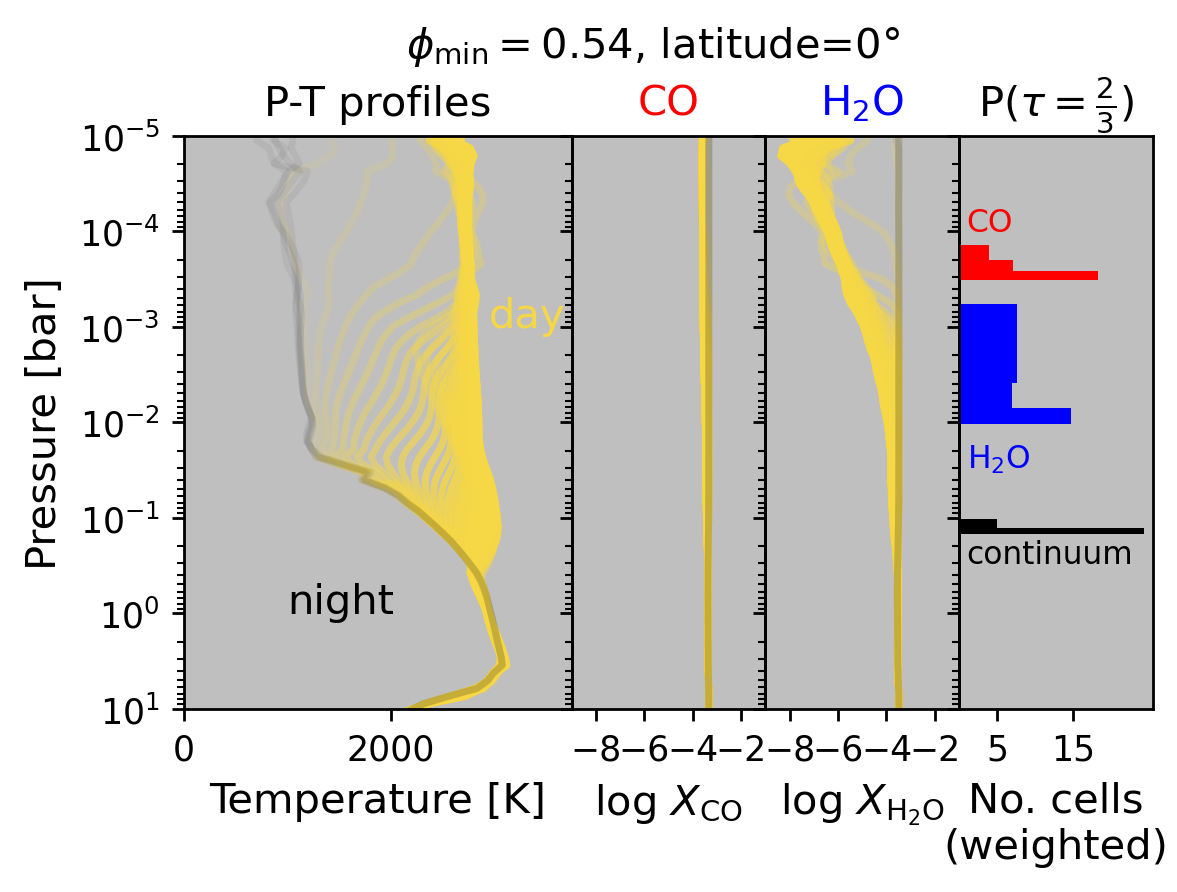 ϕmin = 0.54, latitude=0°
P-T profiles CO H₂O P(τ = 2/3)
10⁻⁵
10⁻⁴
10⁻³
10⁻²
10⁻¹
10⁰
10¹
Pressure [bar]
day
night
CO
H₂O
continuum
0 2000 −8 −6 −4 −2 −8 −6 −4 −2 5 15
Temperature [K] log X_CO log X_H₂O No. cells
(weighted)